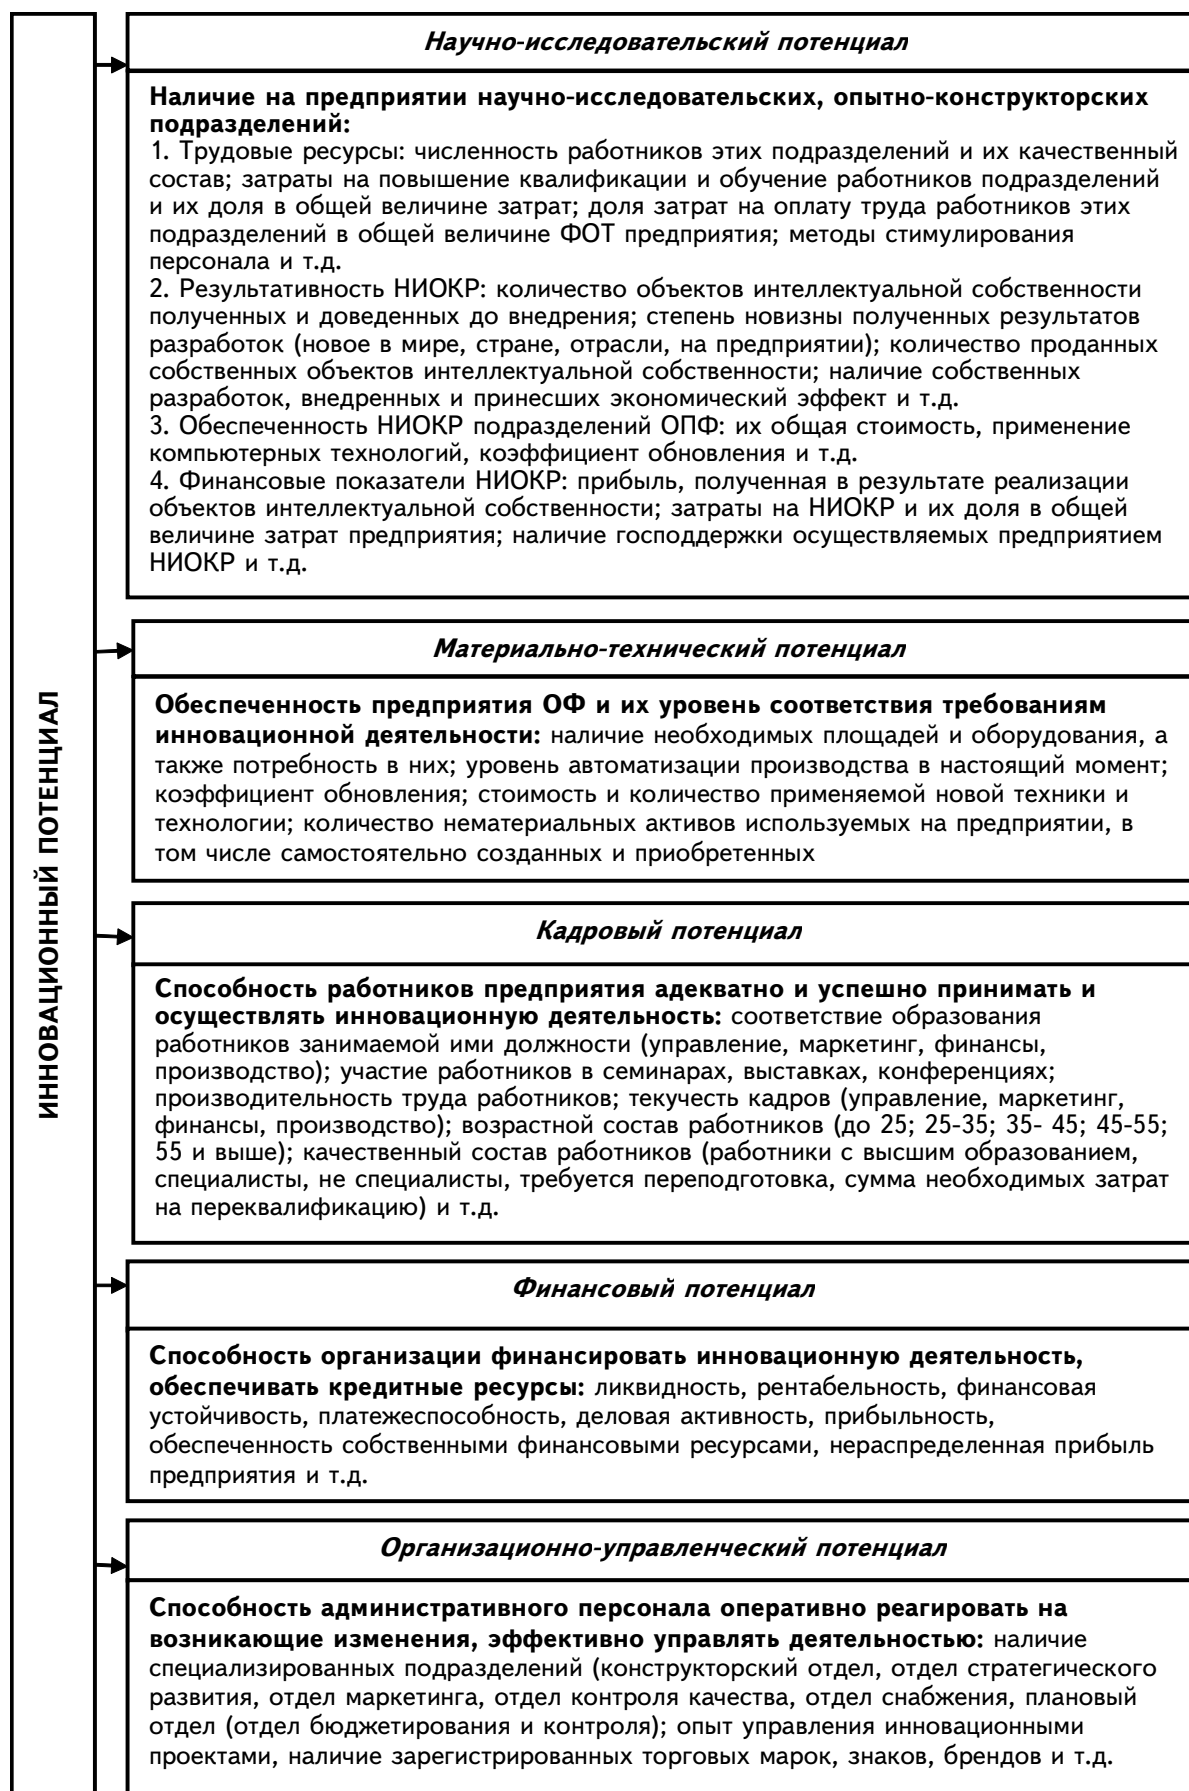 ИННОВАЦИОННЫЙ ПОТЕНЦИАЛ
Научно-исследовательский потенциал
Наличие на предприятии научно-исследовательских, опытно-конструкторских
подразделений:
1. Трудовые ресурсы: численность работников этих подразделений и их качественный
состав; затраты на повышение квалификации и обучение работников подразделений
и их доля в общей величине затрат; доля затрат на оплату труда работников этих
подразделений в общей величине ФОТ предприятия; методы стимулирования
персонала и т.д.
2. Результативность НИОКР: количество объектов интеллектуальной собственности
полученных и доведенных до внедрения; степень новизны полученных результатов
разработок (новое в мире, стране, отрасли, на предприятии); количество проданных
собственных объектов интеллектуальной собственности; наличие собственных
разработок, внедренных и принесших экономический эффект и т.д.
3. Обеспеченность НИОКР подразделений ОПФ: их общая стоимость, применение
компьютерных технологий, коэффициент обновления и т.д.
4. Финансовые показатели НИОКР: прибыль, полученная в результате реализации
объектов интеллектуальной собственности; затраты на НИОКР и их доля в общей
величине затрат предприятия; наличие господдержки осуществляемых предприятием
НИОКР и т.д.
Материально-технический потенциал
Обеспеченность предприятия ОФ и их уровень соответствия требованиям
инновационной деятельности: наличие необходимых площадей и оборудования, а
также потребность в них; уровень автоматизации производства в настоящий момент;
коэффициент обновления; стоимость и количество применяемой новой техники и
технологии; количество нематериальных активов используемых на предприятии, в
том числе самостоятельно созданных и приобретенных
Кадровый потенциал
Способность работников предприятия адекватно и успешно принимать и
осуществлять инновационную деятельность: соответствие образования
работников занимаемой ими должности (управление, маркетинг, финансы,
производство); участие работников в семинарах, выставках, конференциях;
производительность труда работников; текучесть кадров (управление, маркетинг,
финансы, производство); возрастной состав работников (до 25; 25-35; 35- 45; 45-55;
55 и выше); качественный состав работников (работники с высшим образованием,
специалисты, не специалисты, требуется переподготовка, сумма необходимых затрат
на переквалификацию) и т.д.
Финансовый потенциал
Способность организации финансировать инновационную деятельность,
обеспечивать кредитные ресурсы: ликвидность, рентабельность, финансовая
устойчивость, платежеспособность, деловая активность, прибыльность,
обеспеченность собственными финансовыми ресурсами, нераспределенная прибыль
предприятия и т.д.
Организационно-управленческий потенциал
Способность административного персонала оперативно реагировать на
возникающие изменения, эффективно управлять деятельностью: наличие
специализированных подразделений (конструкторский отдел, отдел стратегического
развития, отдел маркетинга, отдел контроля качества, отдел снабжения, плановый
отдел (отдел бюджетирования и контроля); опыт управления инновационными
проектами, наличие зарегистрированных торговых марок, знаков, брендов и т.д.